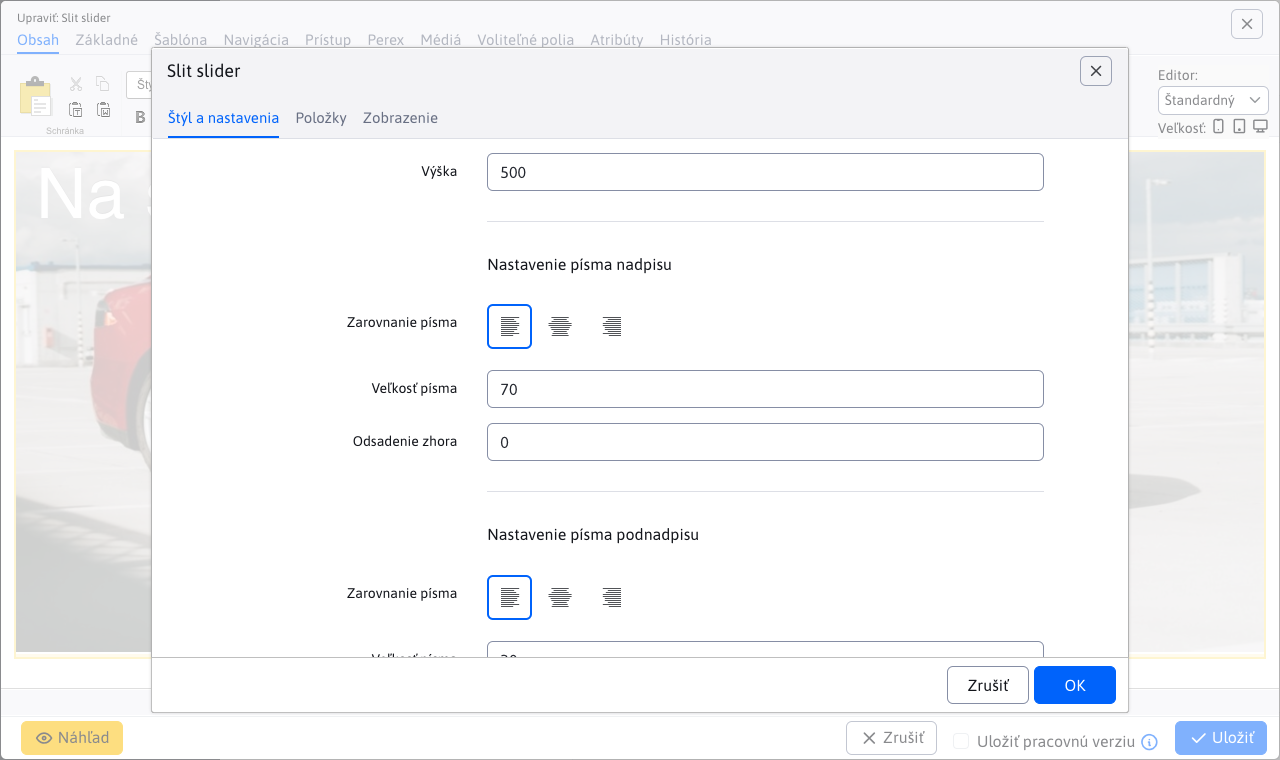 Upraviť: Slit slider
Obsah Základné Šablóna Navigácia Prístup Perex Médiá Voliteľné polia Atribúty História
Slit slider
Editor:
Štýl a nastavenia Položky Zobrazenie
Štandardný
Veľkosť:
Schránka
B
Na
Výška 500
Nastavenie písma nadpisu
Zarovnanie písma
Veľkosť písma 70
Odsadenie zhora 0
Nastavenie písma podnadpisu
Zarovnanie písma
Veľkosť písma
Zrušiť OK
Náhľad Zrušiť Uložiť pracovnú verziu Uložiť